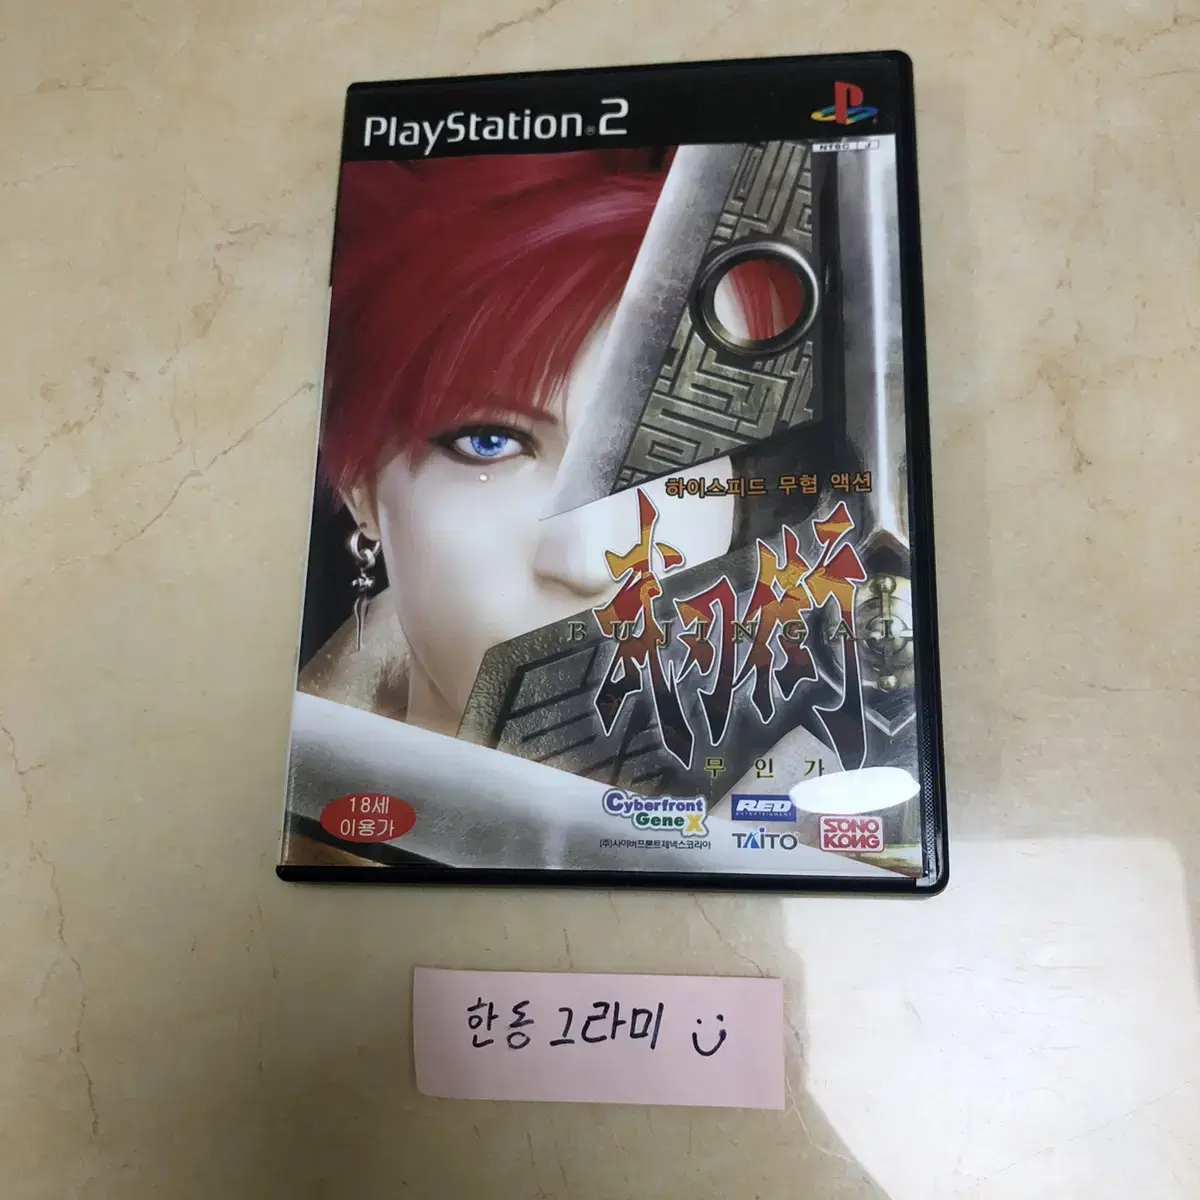 PlayStation®2
NTSC J
하이스피드 무협 액션
武刃街
BUJINGAI
무인가
18세
이용가
Cyberfront
GeneX
(주)사이버프론트제넥스코리아
RED
ENTERTAINMENT
TAITO
SONO
KONG
한동그라미